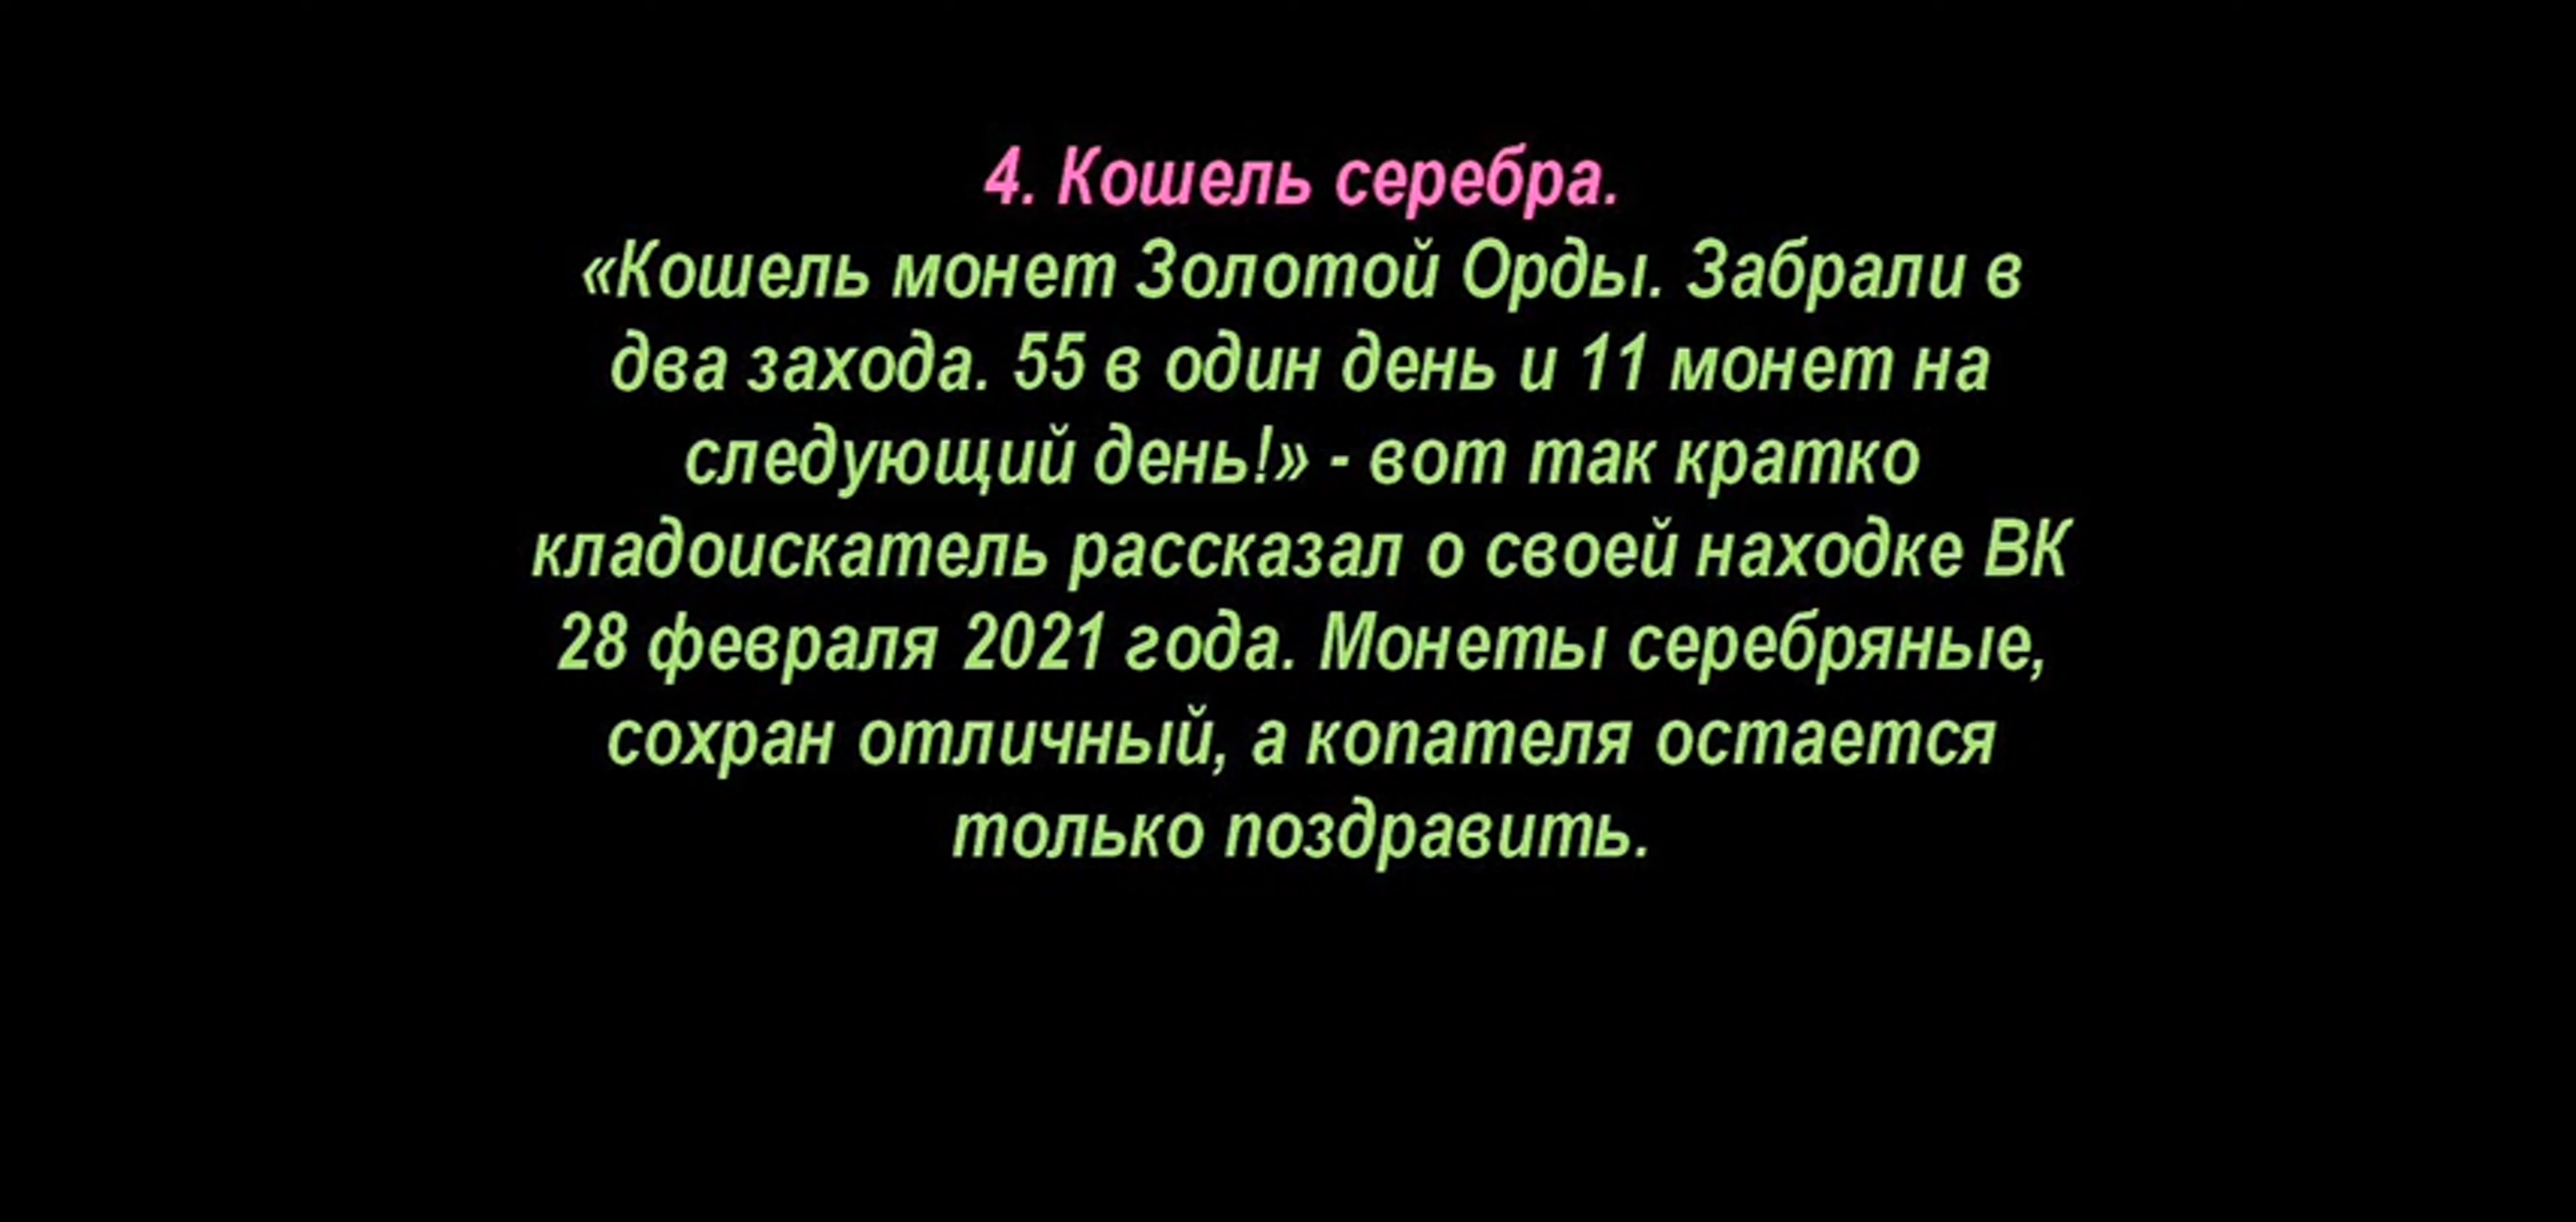 4. Кошель серебра.
«Кошель монет Золотой Орды. Забрали в
два захода. 55 в один день и 11 монет на
следующий день!» - вот так кратко
кладоискатель рассказал о своей находке ВК
28 февраля 2021 года. Монеты серебряные,
сохран отличный, а копателя остается
только поздравить.